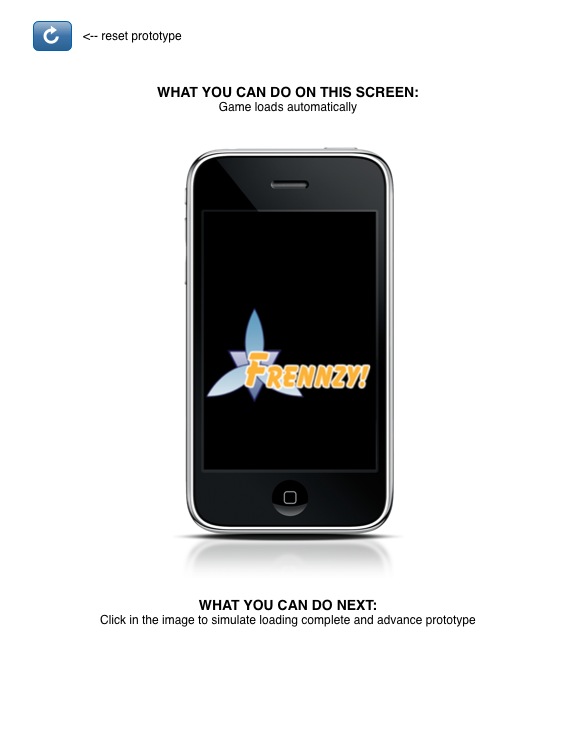 <-- reset prototype
WHAT YOU CAN DO ON THIS SCREEN:
Game loads automatically
FRENNZY!
WHAT YOU CAN DO NEXT:
Click in the image to simulate loading complete and advance prototype